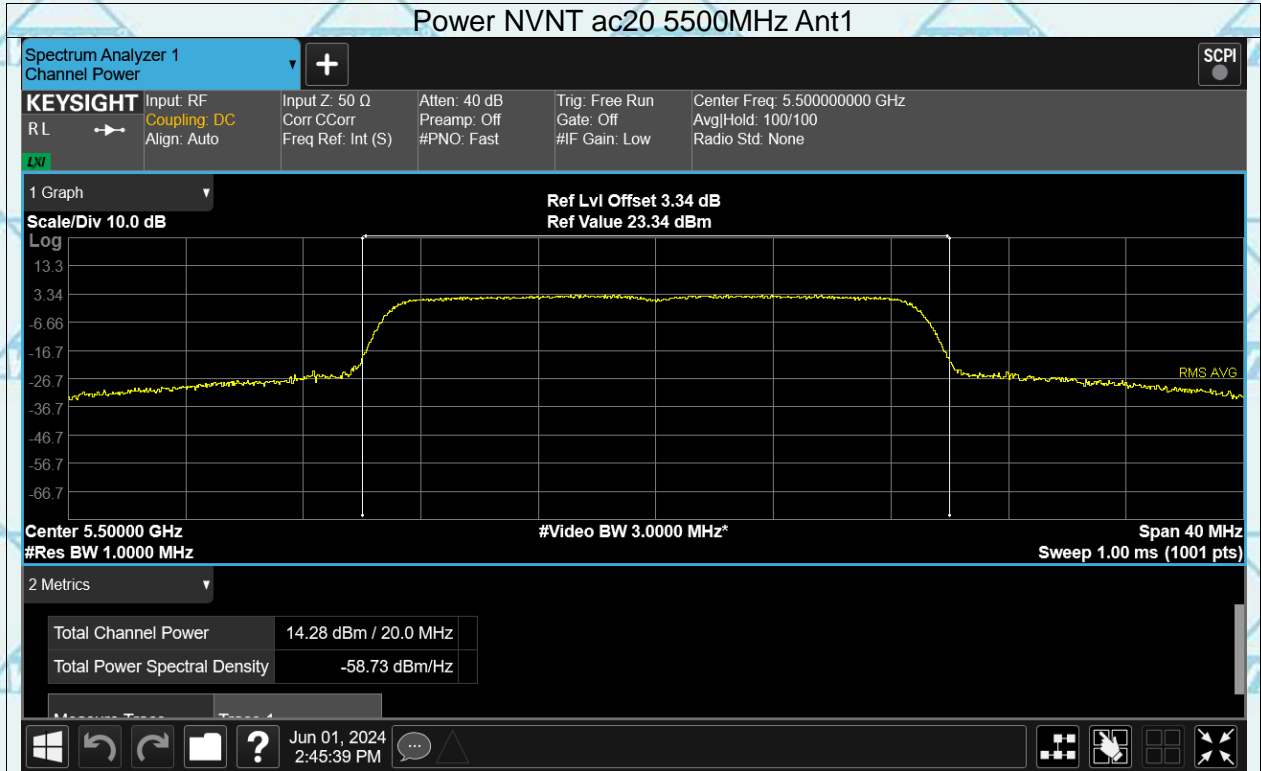 Power NVNT ac20 5500MHz Ant1
Spectrum Analyzer 1
Channel Power
SCPI
KEYSIGHT
RL
LXI
Input: RF
Coupling: DC
Align: Auto
Input Z: 50 Ω
Corr CCorr
Freq Ref: Int (S)
Atten: 40 dB
Preamp: Off
#PNO: Fast
Trig: Free Run
Gate: Off
#IF Gain: Low
Center Freq: 5.500000000 GHz
Avg|Hold: 100/100
Radio Std: None
1 Graph
Scale/Div 10.0 dB
Ref Lvl Offset 3.34 dB
Ref Value 23.34 dBm
Log
13.3
3.34
-6.66
-16.7
-26.7
-36.7
-46.7
-56.7
-66.7
RMS AVG
Center 5.50000 GHz
#Res BW 1.0000 MHz
#Video BW 3.0000 MHz*
Span 40 MHz
Sweep 1.00 ms (1001 pts)
2 Metrics
Total Channel Power 14.28 dBm / 20.0 MHz
Total Power Spectral Density -58.73 dBm/Hz
Measure Trace Trace 1
Jun 01, 2024
2:45:39 PM